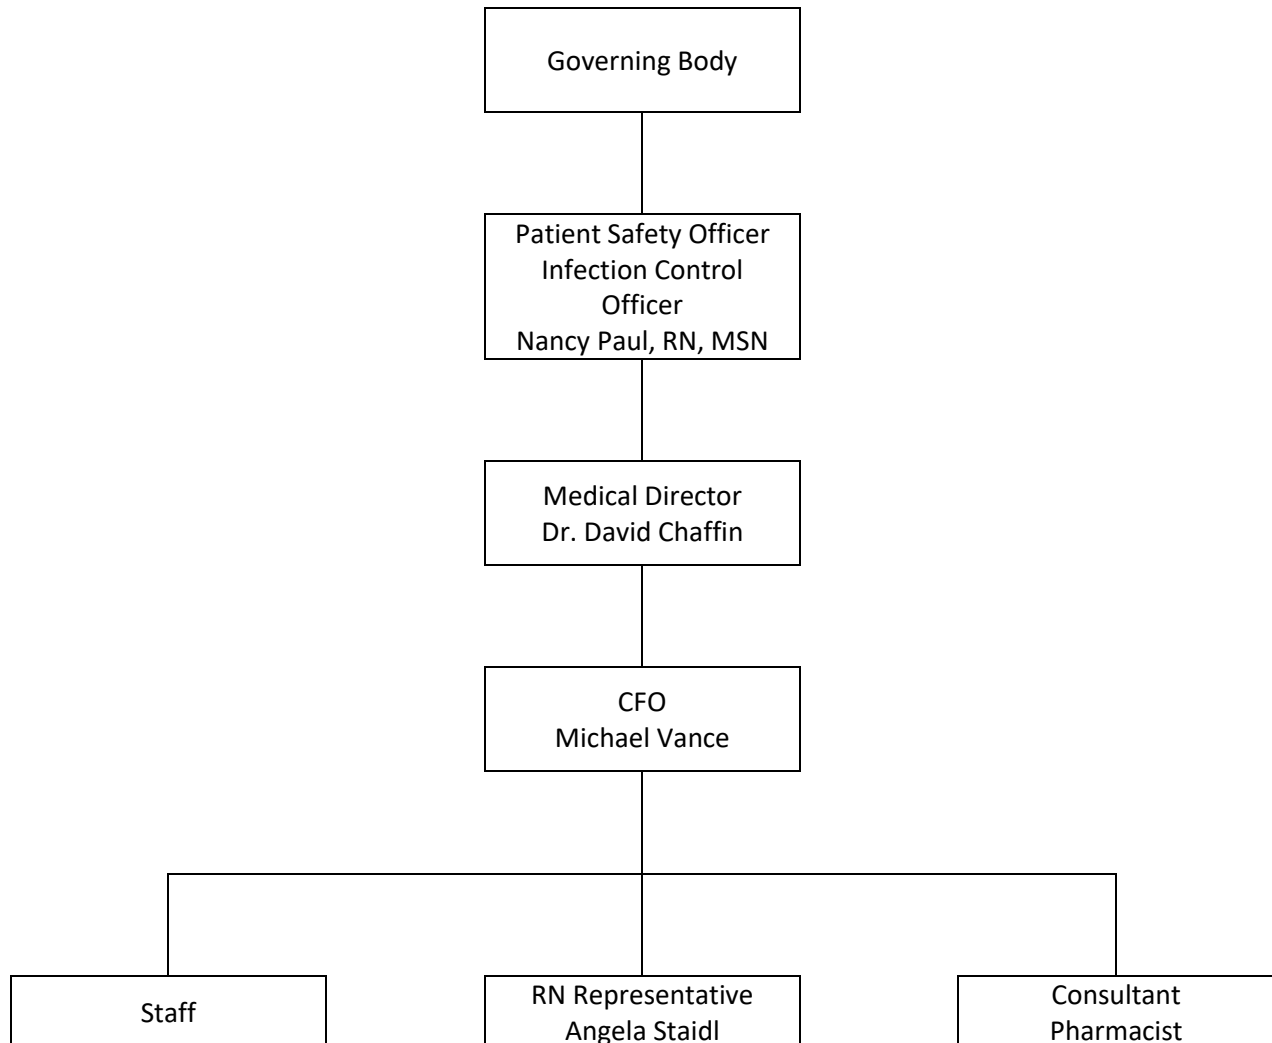 Governing Body
Patient Safety Officer
Infection Control
Officer
Nancy Paul, RN, MSN
Medical Director
Dr. David Chaffin
CFO
Michael Vance
Staff
RN Representative
Angela Staidl
Consultant
Pharmacist